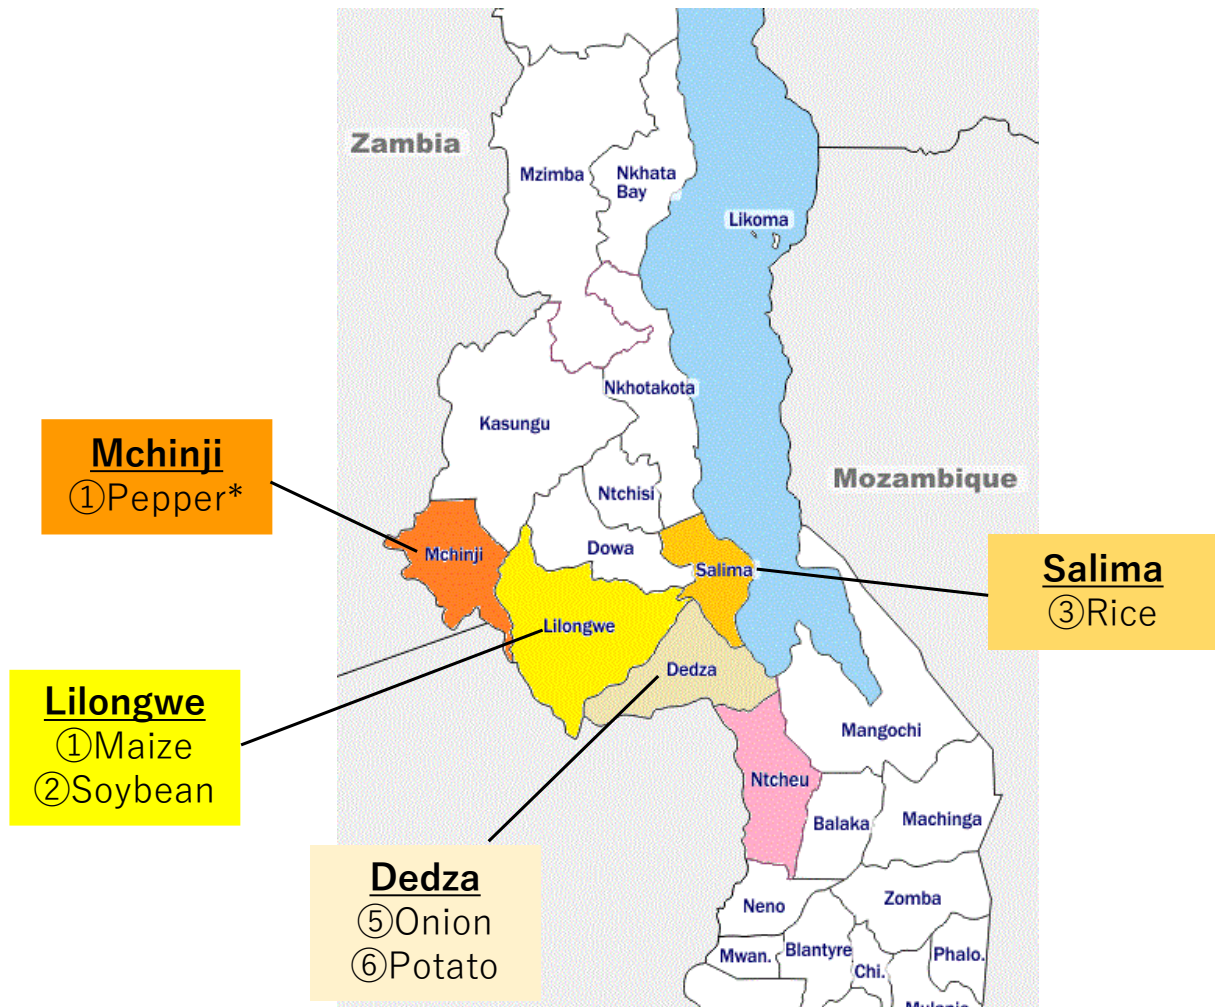 Zambia
Mzimba
Nkhata
Bay
Likoma
Nkhotakota
Kasungu
Mchinji
①Pepper*
Ntchisi
Mozambique
Mchinji
Dowa
Salima
Salima
③Rice
Lilongwe
Dedza
Lilongwe
①Maize
②Soybean
Mangochi
Ntcheu
Balaka
Machinga
Dedza
⑤Onion
⑥Potato
Neno
Zomba
Mwan.
Blantyre
Chi.
Phalo.